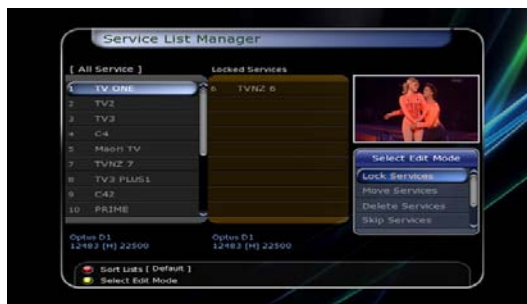 Service List Manager
[ All Service ]
Locked Services
1 TV ONE
2 TV2
3 TV3
4 C4
5 Maori TV
7 TVNZ 7
8 TV3 PLUS1
9 C42
10 PRIME
6 TVNZ 6
Select Edit Mode
Lock Services
Move Services
Delete Services
Skip Services
Optus D1
12483 [H] 22500
Optus D1
12483 [H] 22500
Sort Lists [ Default ]
Select Edit Mode